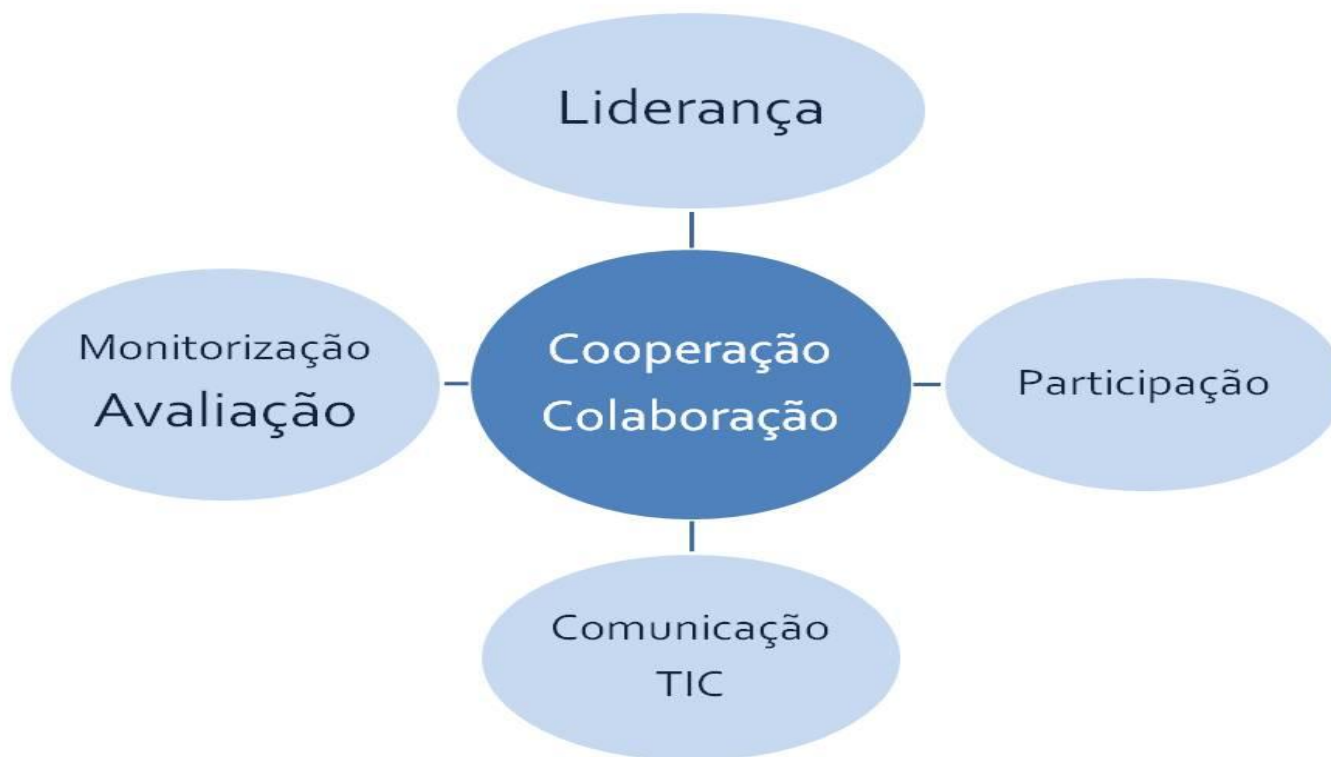 Liderança
Monitorização
Avaliação
Cooperação
Colaboração
Participação
Comunicação
TIC